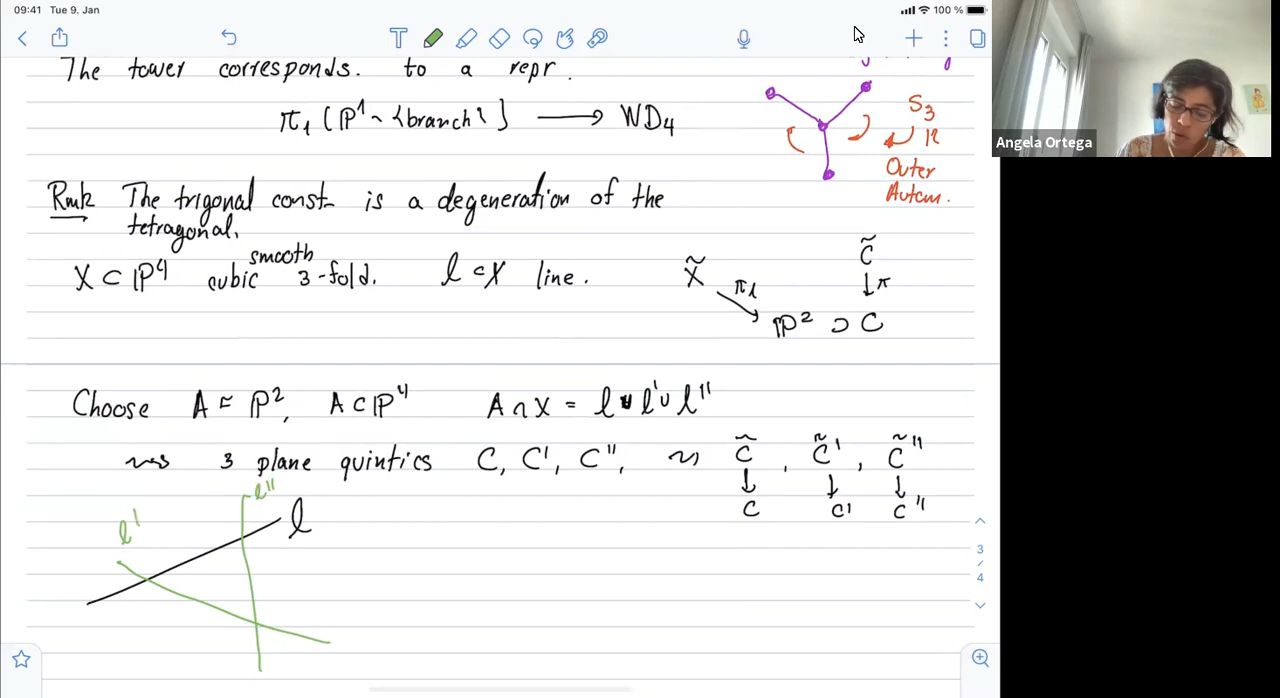 09:41 Tue 9. Jan
100 %
The tower corresponds. to a repr.
π₁ (ℙ¹ ∖ {branch}) ⟶ WD₄
S₃
Outer
Autom.
Rmk The trigonal const is a degeneration of the
tetragonal.
X ⊂ ℙ⁴ cubic smooth 3-fold. l ⊂ X line.
X̃ π_l
C̃
↓ π
ℙ² ⊃ C
Choose A ≅ ℙ², A ⊂ ℙ⁴ A ∩ X = l ∪ l' ∪ l''
⇝ 3 plane quintics C, C', C'', ⇝ C̃, C̃', C̃''
↓ ↓ ↓
C C' C''
l''
l
l'
3
/
4
Angela Ortega